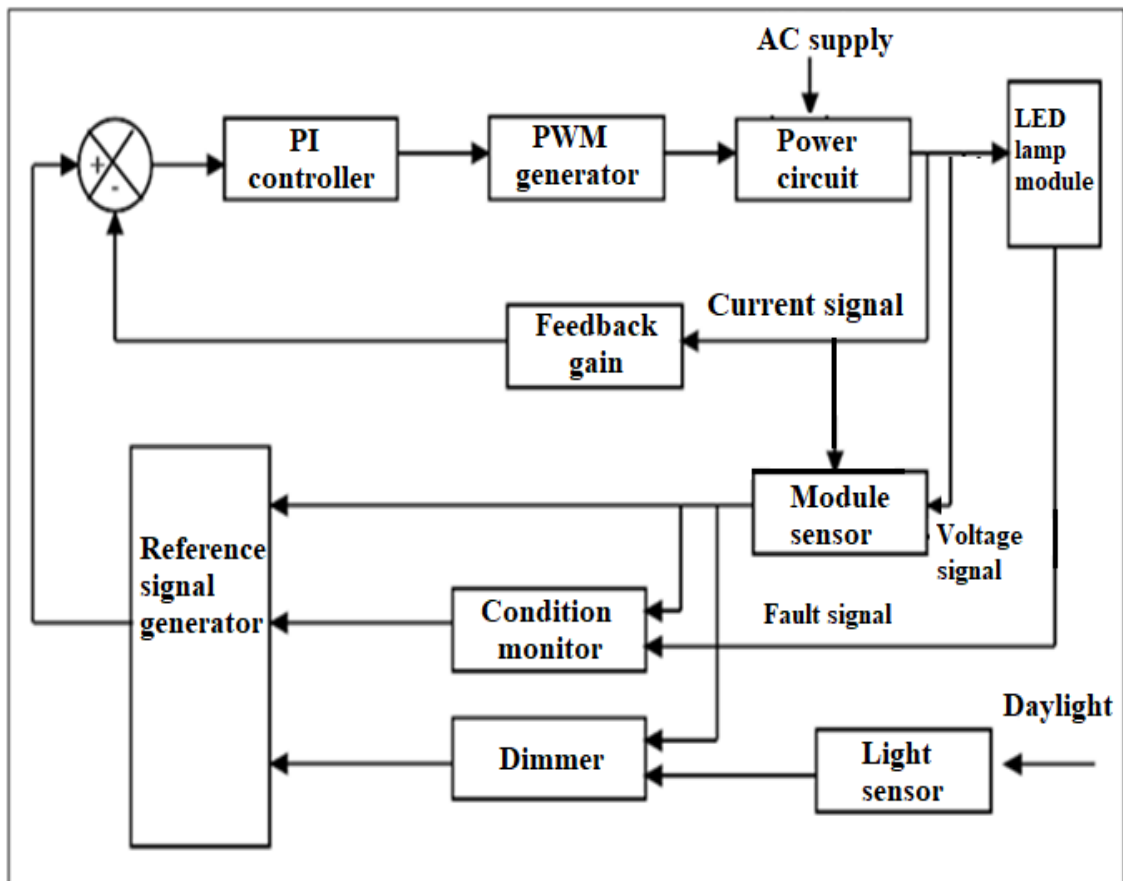 AC supply
+
-
PI
controller
PWM
generator
Power
circuit
LED
lamp
module
Feedback
gain
Current signal
Reference
signal
generator
Module
sensor
Voltage
signal
Condition
monitor
Fault signal
Dimmer
Light
sensor
Daylight